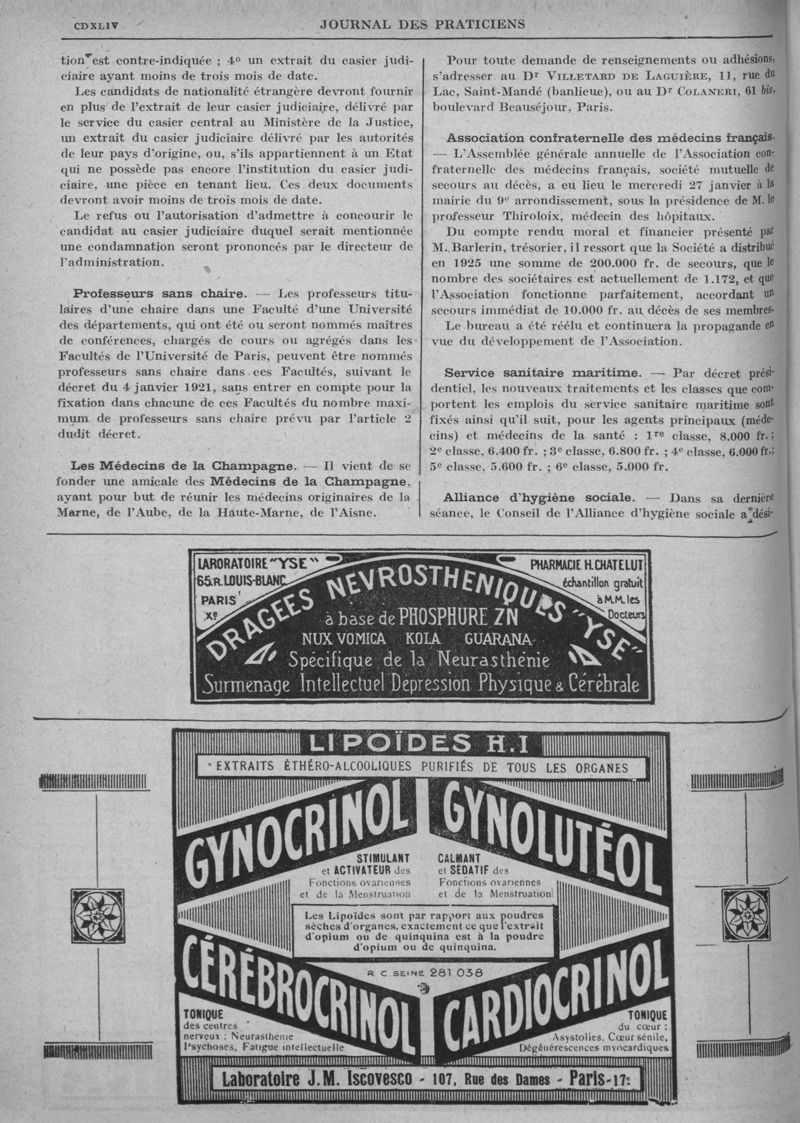 CDXLIV
JOURNAL DES PRATICIENS
tion est contre-indiquée ; 4º un extrait du casier judi-
ciaire ayant moins de trois mois de date.
Les candidats de nationalité étrangère devront fournir
en plus de l'extrait de leur casier judiciaire, délivré par
le service du casier central au Ministère de la Justice,
un extrait du casier judiciaire délivré par les autorités
de leur pays d'origine, ou, s'ils appartiennent à un Etat
qui ne possède pas encore l'institution du casier judi-
ciaire, une pièce en tenant lieu. Ces deux documents
devront avoir moins de trois mois de date.
Le refus ou l'autorisation d'admettre à concourir le
candidat au casier judiciaire duquel serait mentionnée
une condamnation seront prononcés par le directeur de
l'administration.
Professeurs sans chaire. — Les professeurs titu-
laires d'une chaire dans une Faculté d'une Université
des départements, qui ont été ou seront nommés maîtres
de conférences, chargés de cours ou agrégés dans les
Facultés de l'Université de Paris, peuvent être nommés
professeurs sans chaire dans ces Facultés, suivant le
décret du 4 janvier 1921, sans entrer en compte pour la
fixation dans chacune de ces Facultés du nombre maxi-
mum de professeurs sans chaire prévu par l'article 2
dudit décret.
Les Médecins de la Champagne. — Il vient de se
fonder une amicale des Médecins de la Champagne,
ayant pour but de réunir les médecins originaires de la
Marne, de l'Aube, de la Haute-Marne, de l'Aisne.
Pour toute demande de renseignements ou adhésions,
s'adresser au Dr VILLETARD DE LAGUIÈRE, 11, rue du
Lac, Saint-Mandé (banlieue), ou au Dr COLANERI, 61 bis,
boulevard Beauséjour, Paris.
Association confraternelle des médecins français.
— L'Assemblée générale annuelle de l'Association con-
fraternelle des médecins français, société mutuelle de
secours au décès, a eu lieu le mercredi 27 janvier à la
mairie du 9e arrondissement, sous la présidence de M. le
professeur Thiroloix, médecin des hôpitaux.
Du compte rendu moral et financier présenté par
M. Barlerin, trésorier, il ressort que la Société a distribué
en 1925 une somme de 200.000 fr. de secours, que le
nombre des sociétaires est actuellement de 1.172, et que
l'Association fonctionne parfaitement, accordant un
secours immédiat de 10.000 fr. au décès de ses membres.
Le bureau a été réélu et continuera la propagande en
vue du développement de l'Association.
Service sanitaire maritime. — Par décret prési-
dentiel, les nouveaux traitements et les classes que com-
portent les emplois du service sanitaire maritime sont
fixés ainsi qu'il suit, pour les agents principaux (méde-
cins) et médecins de la santé : 1re classe, 8.000 fr. ;
2e classe, 6.400 fr. ; 3e classe, 6.800 fr. ; 4e classe, 6.000 fr. ;
5e classe, 5.600 fr. ; 6e classe, 5.000 fr.
Alliance d'hygiène sociale. — Dans sa dernière
séance, le Conseil de l'Alliance d'hygiène sociale a dési-
LABORATOIRE "YSE"
65, R. LOUIS-BLANC
PARIS
Xe
PHARMACIE H. CHATELUT
échantillon gratuit
à M.M. les
Docteurs
DRAGÉES NÉVROSTHÉNIQUES "YSE"
à base de PHOSPHURE ZN
NUX VOMICA KOLA GUARANA
Spécifique de la Neurasthénie
Surmenage Intellectuel Dépression Physique & Cérébrale
LIPOÏDES H.I
EXTRAITS ÉTHÉRO-ALCOOLIQUES PURIFIÉS DE TOUS LES ORGANES
GYNOCRINOL
GYNOLUTÉOL
STIMULANT
et ACTIVATEUR des
Fonctions ovariennes
et de la Menstruation
CALMANT
et SÉDATIF des
Fonctions ovariennes
et de la Menstruation
Les Lipoïdes sont par rapport aux poudres
sèches d'organes, exactement ce que l'extrait
d'opium ou de quinquina est à la poudre
d'opium ou de quinquina.
R C SEINE 281 038
CÉRÉBROCRINOL
CARDIOCRINOL
TONIQUE
des centres
nerveux : Neurasthénie
Psychoses, Fatigue intellectuelle
TONIQUE
du cœur :
Asystolies, Cœur sénile,
Dégénérescences myocardiques
Laboratoire J. M. ISCOVESCO - 107, Rue des Dames - Paris-17e